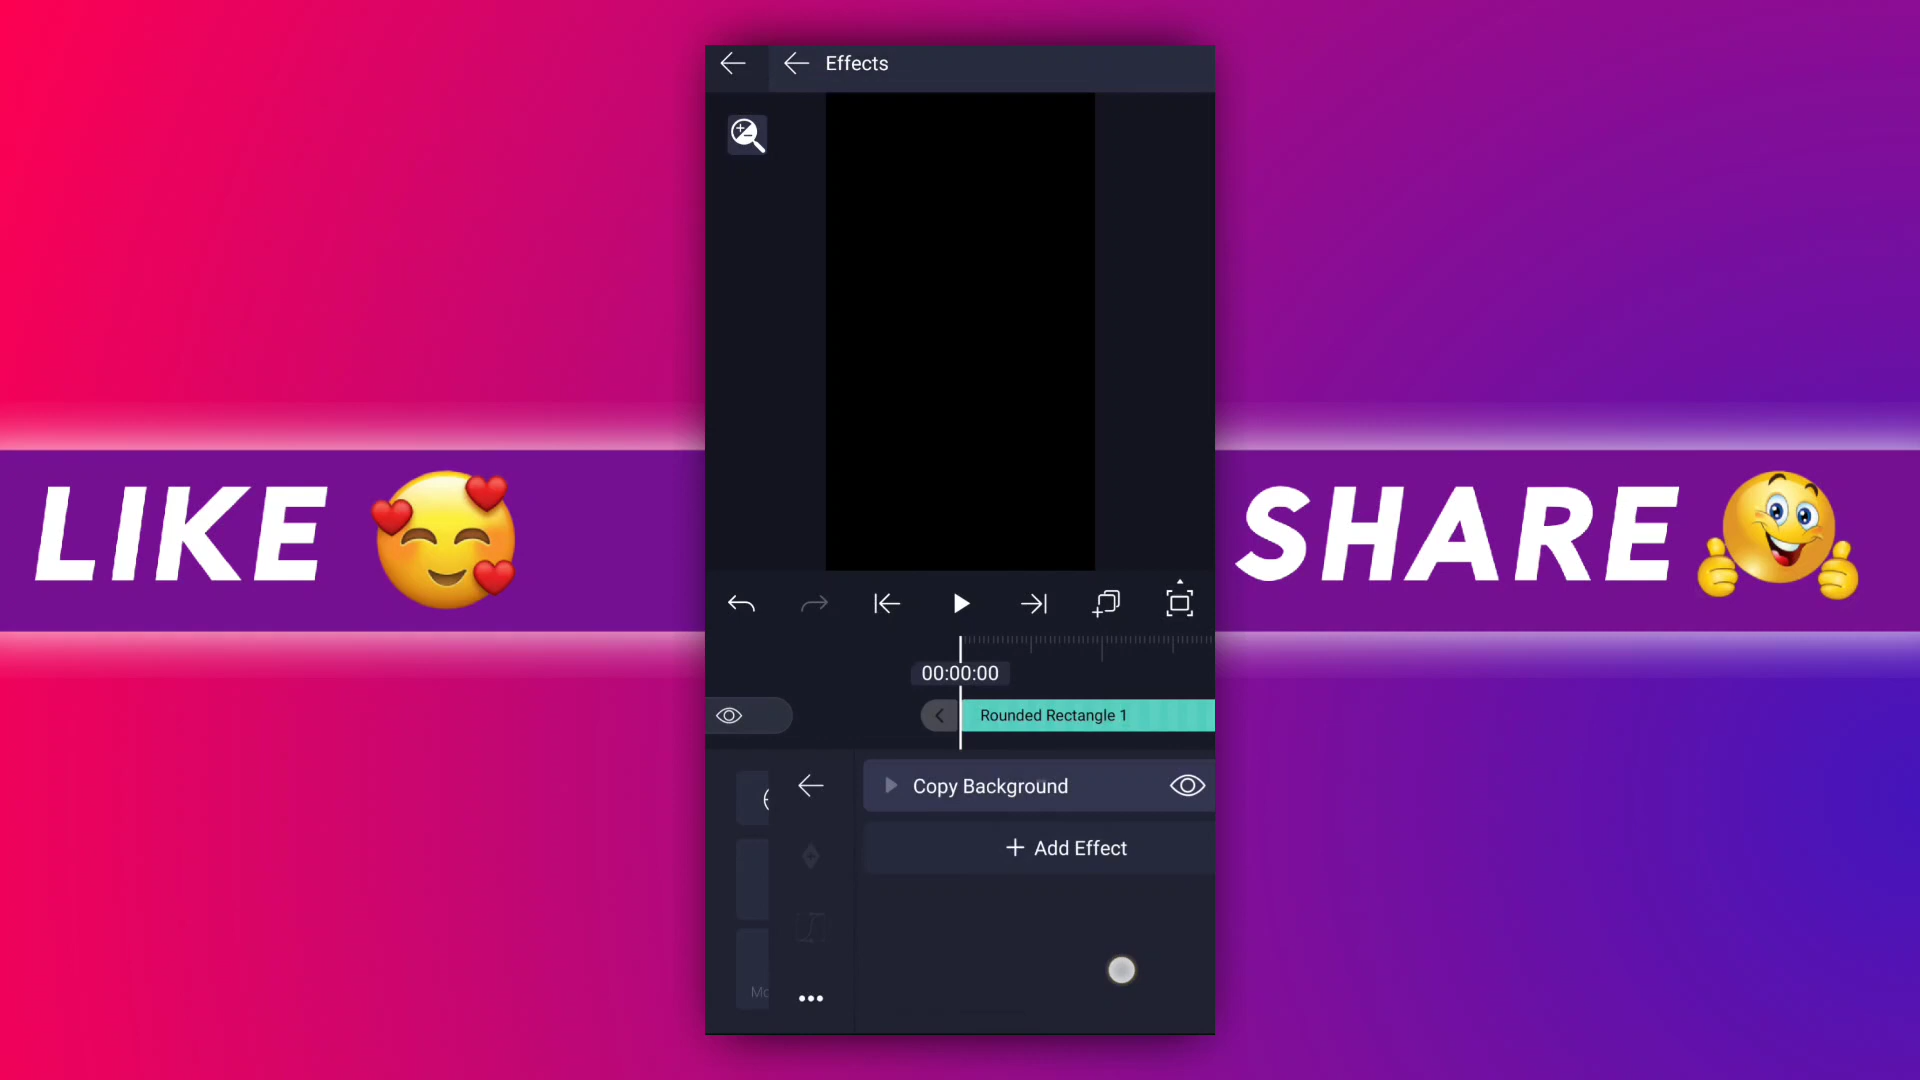 Effects
LIKE
SHARE
00:00:00
Rounded Rectangle 1
Copy Background
+ Add Effect